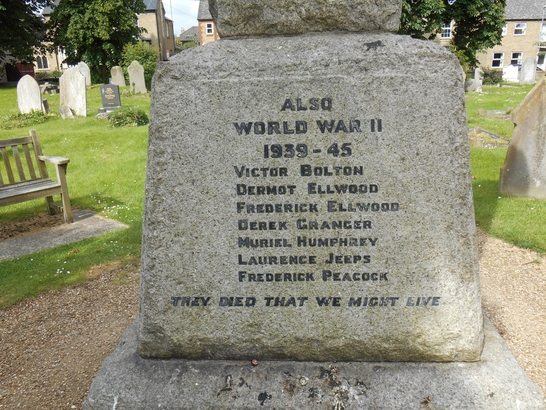 ALSO
WORLD WAR II
1939-45
VICTOR BOLTON
DERMOT ELLWOOD
FREDERICK ELLWOOD
DEREK GRANGER
MURIEL HUMPHREY
LAURENCE JEEPS
FREDERICK PEACOCK
THEY DIED THAT WE MIGHT LIVE